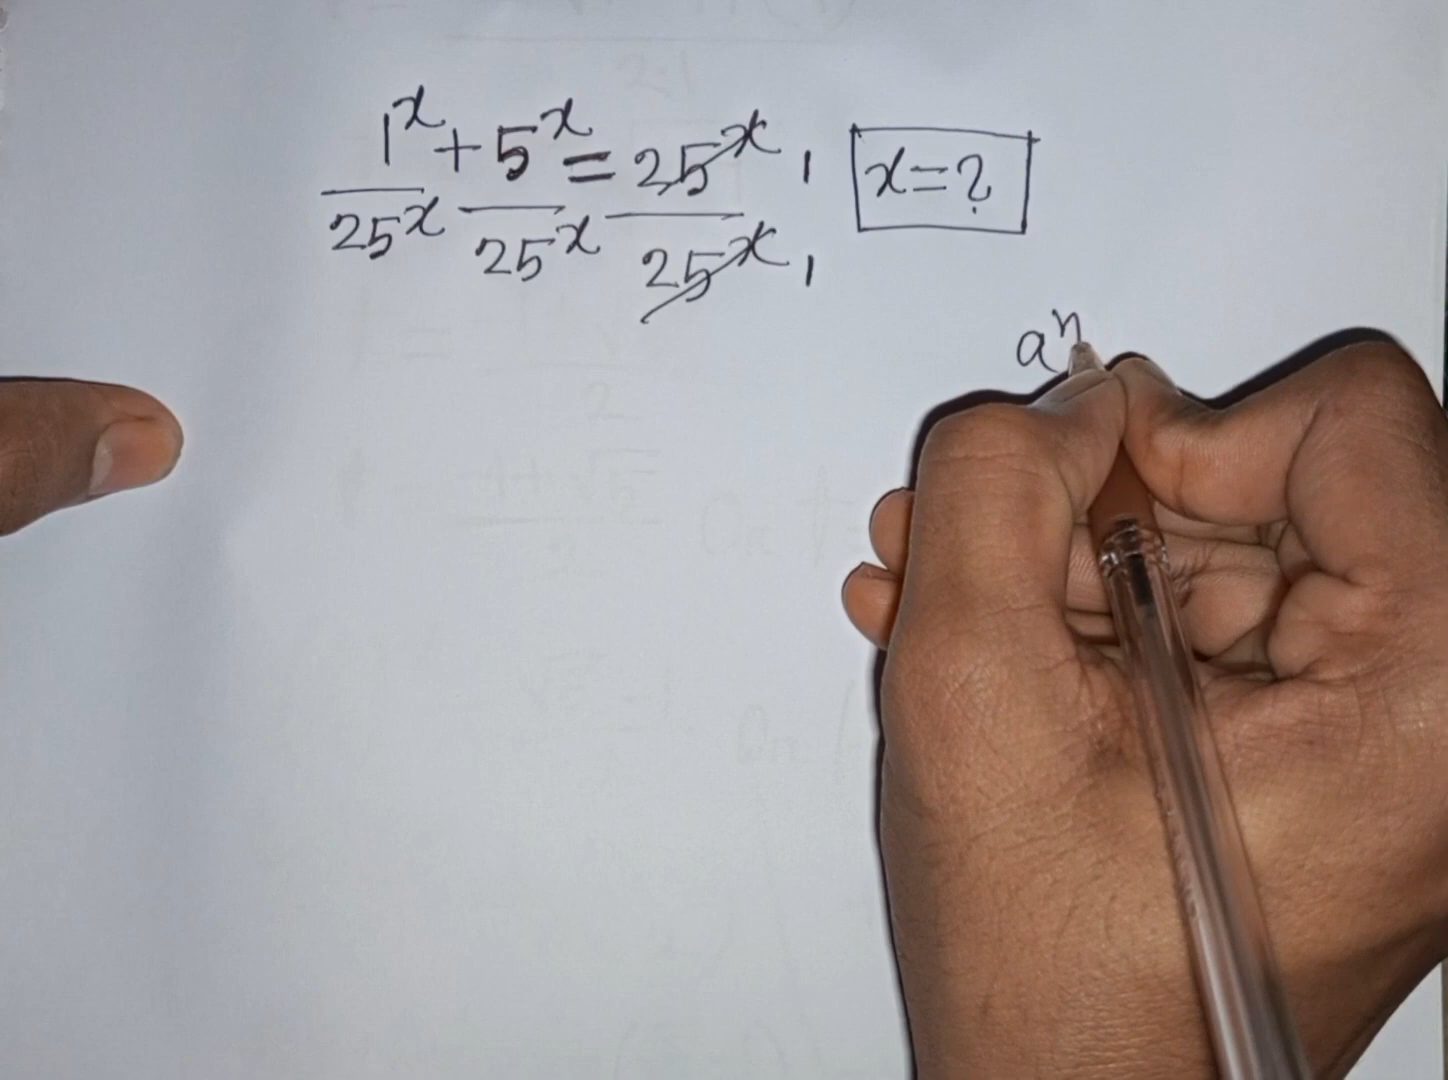 1^x + 5^x = 25^x, x = ?
25^x 25^x 25^x,
a^n